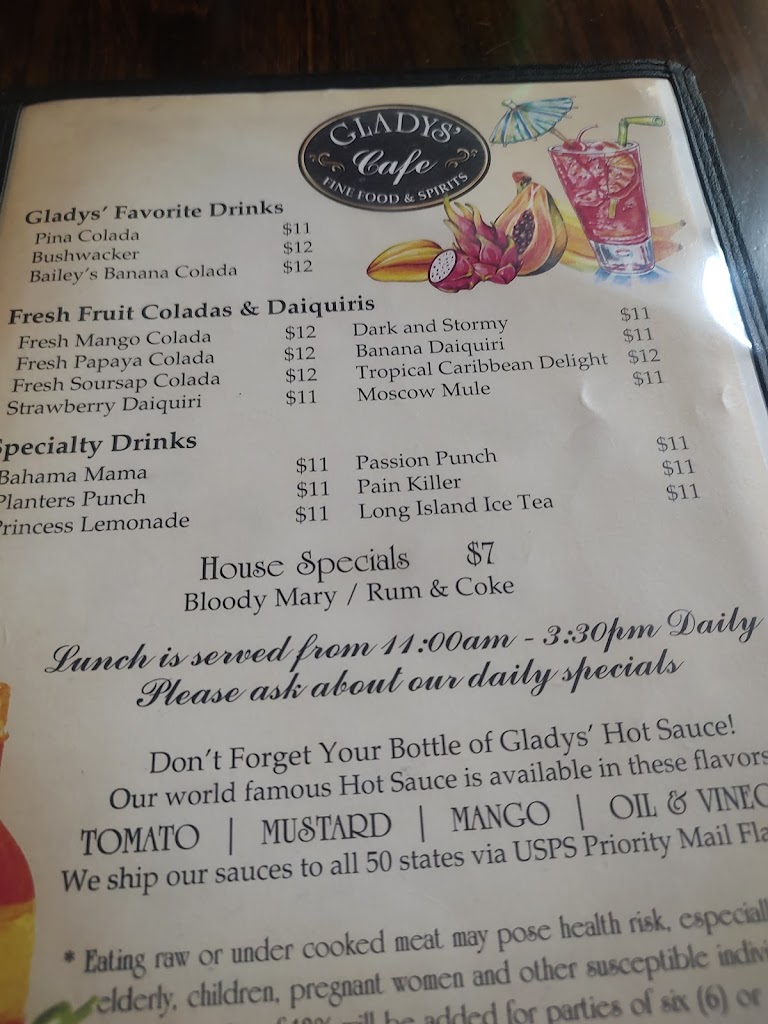 GLADYS'
Cafe
FINE FOOD & SPIRITS
Gladys' Favorite Drinks
Pina Colada $11
Bushwacker $12
Bailey's Banana Colada $12
Fresh Fruit Coladas & Daiquiris
Fresh Mango Colada $12 Dark and Stormy $11
Fresh Papaya Colada $12 Banana Daiquiri $11
Fresh Soursap Colada $12 Tropical Caribbean Delight $12
Strawberry Daiquiri $11 Moscow Mule $11
Specialty Drinks
Bahama Mama $11 Passion Punch $11
Planters Punch $11 Pain Killer $11
Princess Lemonade $11 Long Island Ice Tea $11
House Specials $7
Bloody Mary / Rum & Coke
Lunch is served from 11:00am - 3:30pm Daily
Please ask about our daily specials
Don't Forget Your Bottle of Gladys' Hot Sauce!
Our world famous Hot Sauce is available in these flavors
TOMATO | MUSTARD | MANGO | OIL & VINEG
We ship our sauces to all 50 states via USPS Priority Mail Fla
* Eating raw or under cooked meat may pose health risk, especiall
elderly, children, pregnant women and other susceptible indivi
will be added for parties of six (6) or